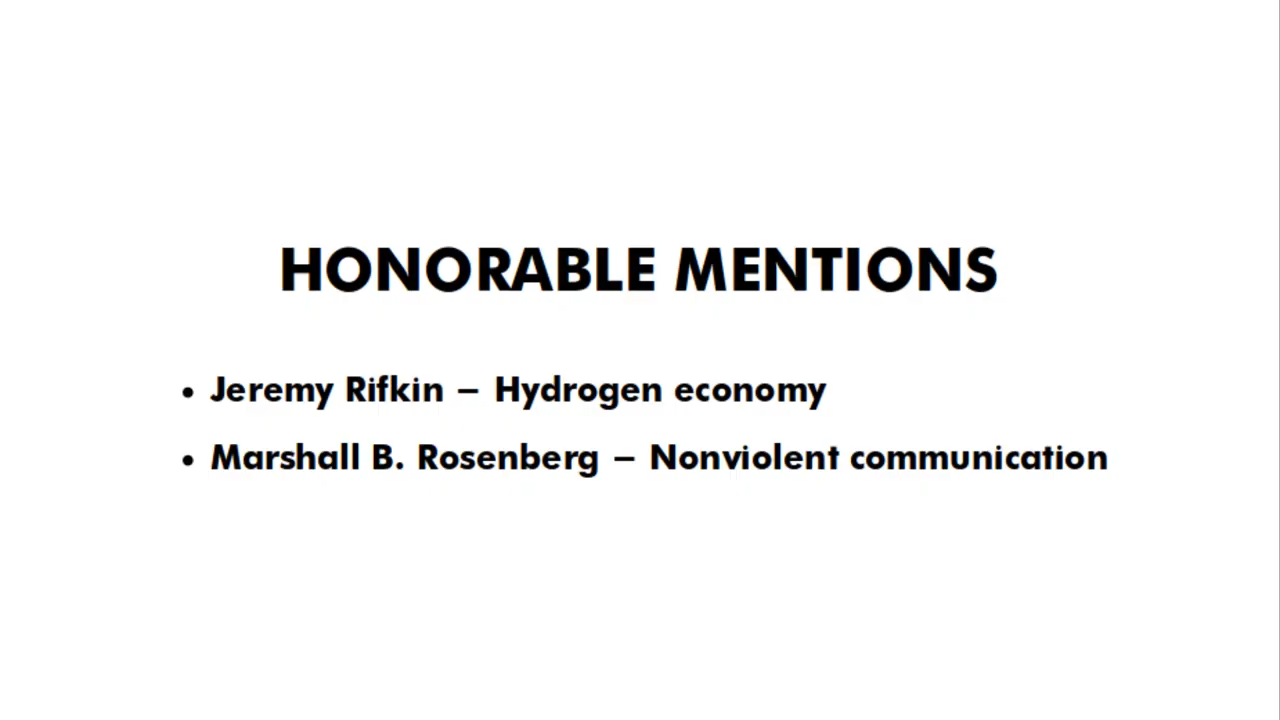 HONORABLE MENTIONS
• Jeremy Rifkin – Hydrogen economy
• Marshall B. Rosenberg – Nonviolent communication